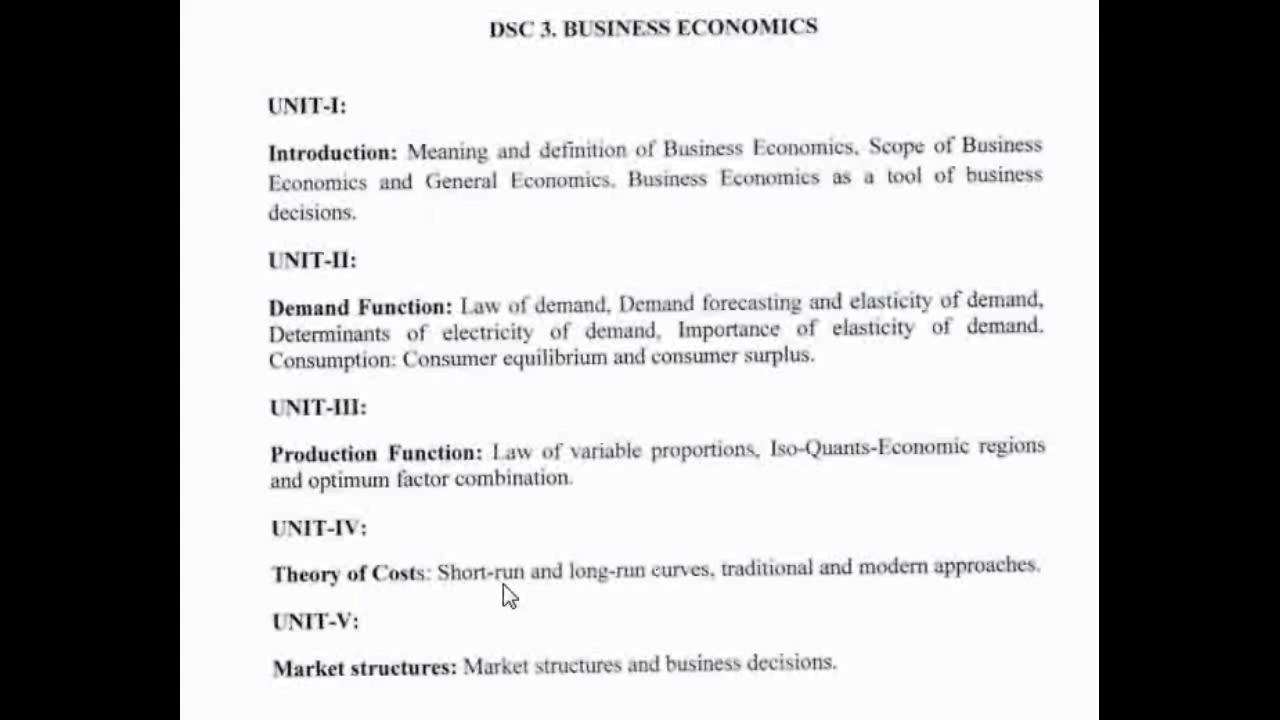 DSC 3. BUSINESS ECONOMICS
UNIT-I:
Introduction: Meaning and definition of Business Economics, Scope of Business
Economics and General Economics. Business Economics as a tool of business
decisions.
UNIT-II:
Demand Function: Law of demand, Demand forecasting and elasticity of demand,
Determinants of electricity of demand, Importance of elasticity of demand.
Consumption: Consumer equilibrium and consumer surplus.
UNIT-III:
Production Function: Law of variable proportions, Iso-Quants-Economic regions
and optimum factor combination.
UNIT-IV:
Theory of Costs: Short-run and long-run curves, traditional and modern approaches.
UNIT-V:
Market structures: Market structures and business decisions.